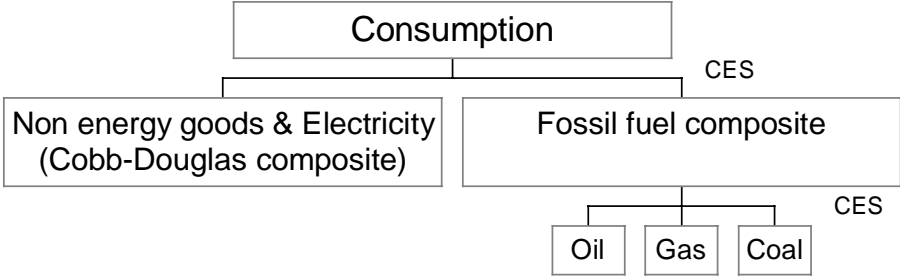 Consumption
CES
Non energy goods & Electricity
(Cobb-Douglas composite)
Fossil fuel composite
CES
Oil
Gas
Coal